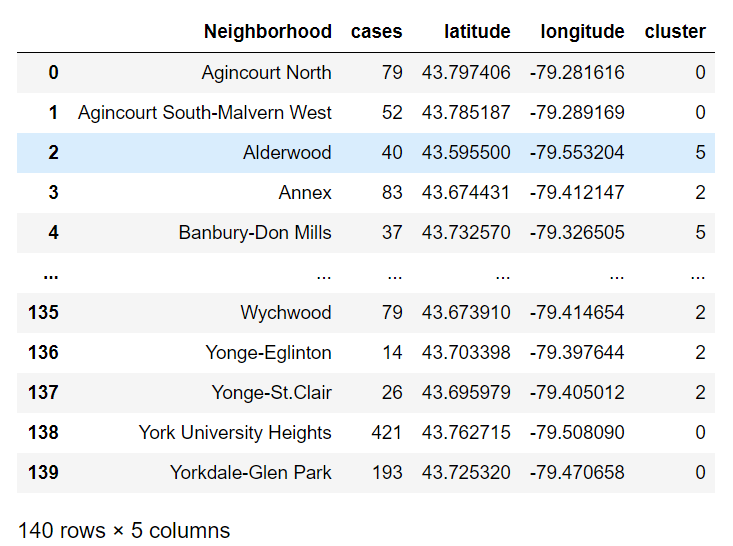 Neighborhood cases latitude longitude cluster
0 Agincourt North 79 43.797406 -79.281616 0
1 Agincourt South-Malvern West 52 43.785187 -79.289169 0
2 Alderwood 40 43.595500 -79.553204 5
3 Annex 83 43.674431 -79.412147 2
4 Banbury-Don Mills 37 43.732570 -79.326505 5
... ... ... ... ... ...
135 Wychwood 79 43.673910 -79.414654 2
136 Yonge-Eglinton 14 43.703398 -79.397644 2
137 Yonge-St.Clair 26 43.695979 -79.405012 2
138 York University Heights 421 43.762715 -79.508090 0
139 Yorkdale-Glen Park 193 43.725320 -79.470658 0
140 rows × 5 columns